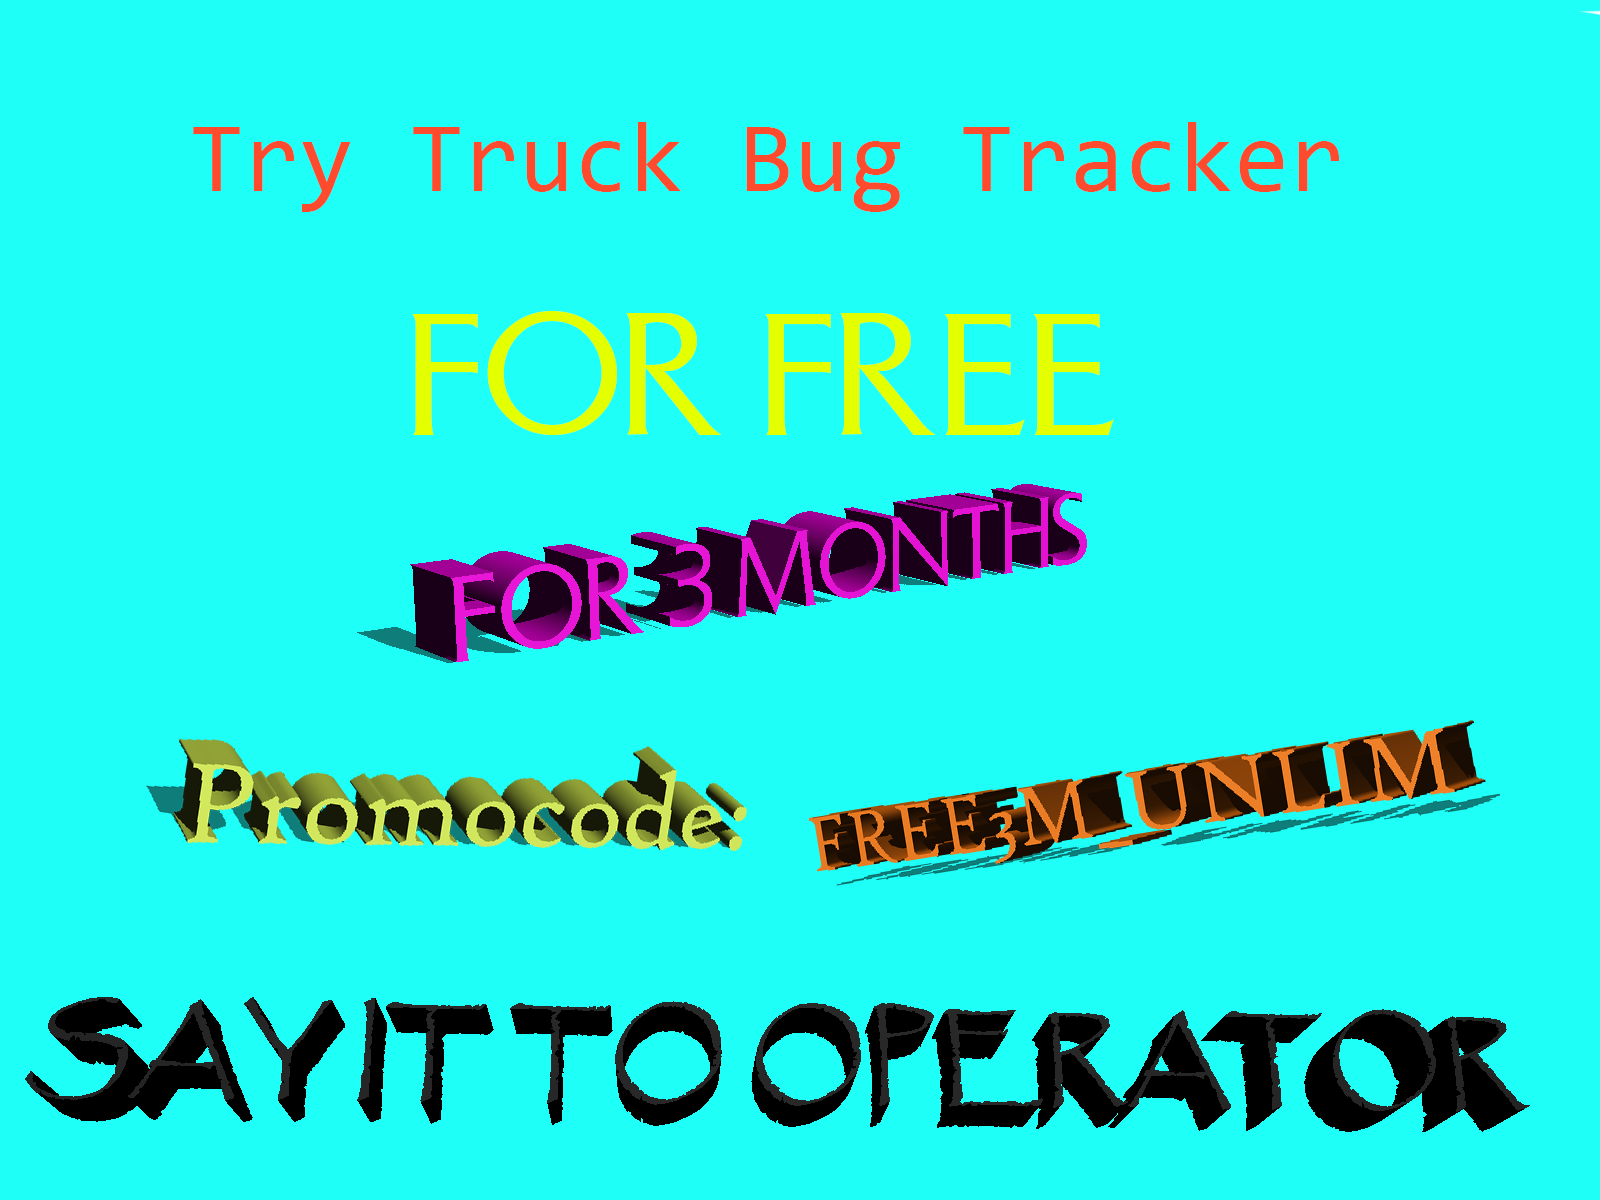 Try Truck Bug Tracker
FOR FREE
FOR 3 MONTHS
Promocode: FREE3M_UNLIM
SAY IT TO OPERATOR